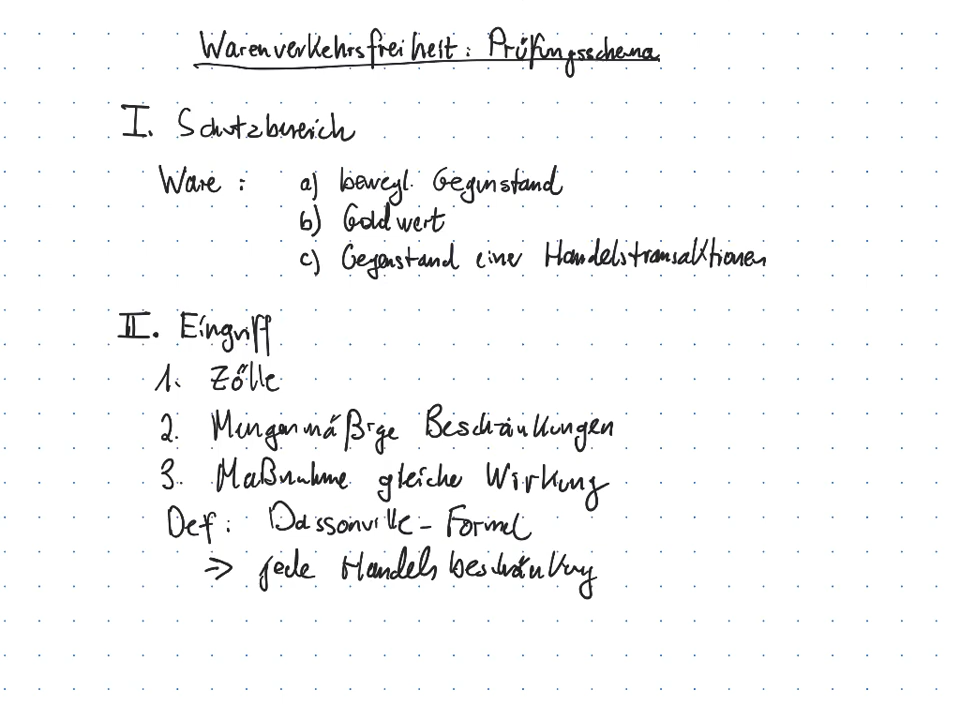 Warenverkehrsfreiheit: Prüfungsschema
I. Schutzbereich
Ware: a) bewegl. Gegenstand
b) Geldwert
c) Gegenstand einer Handelstransaktionen
II. Eingriff
1. Zölle
2. Mengenmäßige Beschränkungen
3. Maßnahme gleiche Wirkung
Def: Dassonville-Formel
⇒ jede Handelsbeschränkung